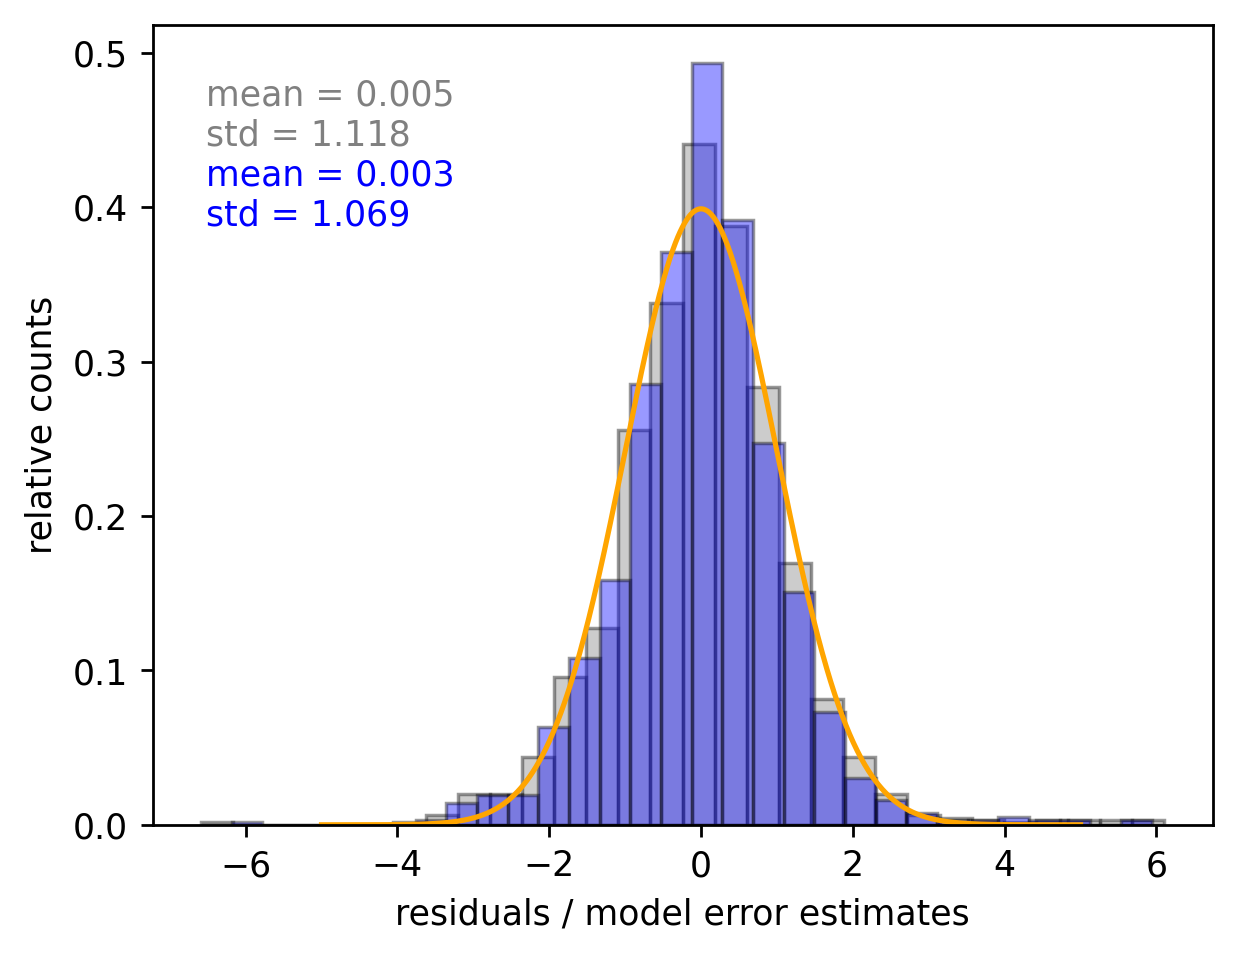 0.5
mean = 0.005
std = 1.118
mean = 0.003
std = 1.069
0.4
0.3
0.2
0.1
0.0
relative counts
−6
−4
−2
0
2
4
6
residuals / model error estimates